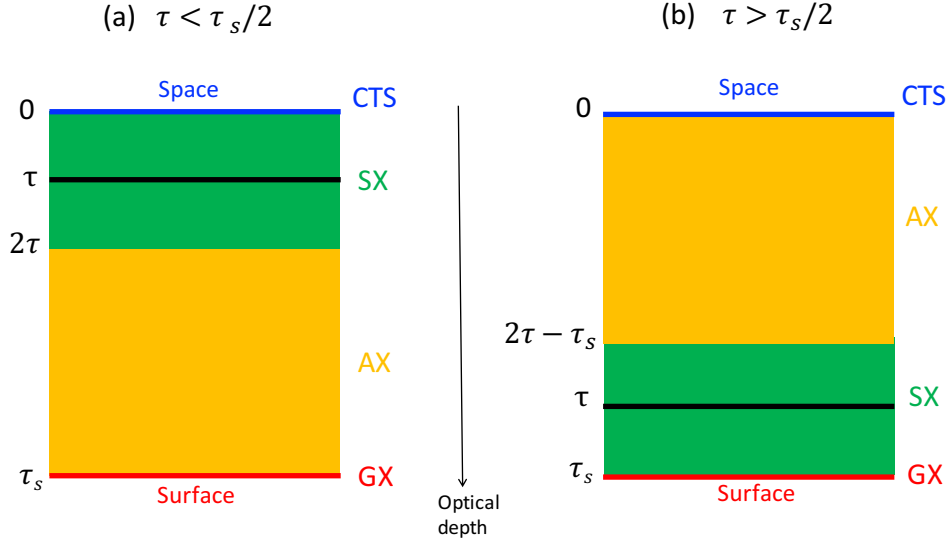 (a) τ < τ_s/2
Space
CTS
0
τ
SX
2τ
AX
τ_s
GX
Surface
Optical
depth
(b) τ > τ_s/2
Space
CTS
0
AX
2τ − τ_s
τ
SX
τ_s
GX
Surface